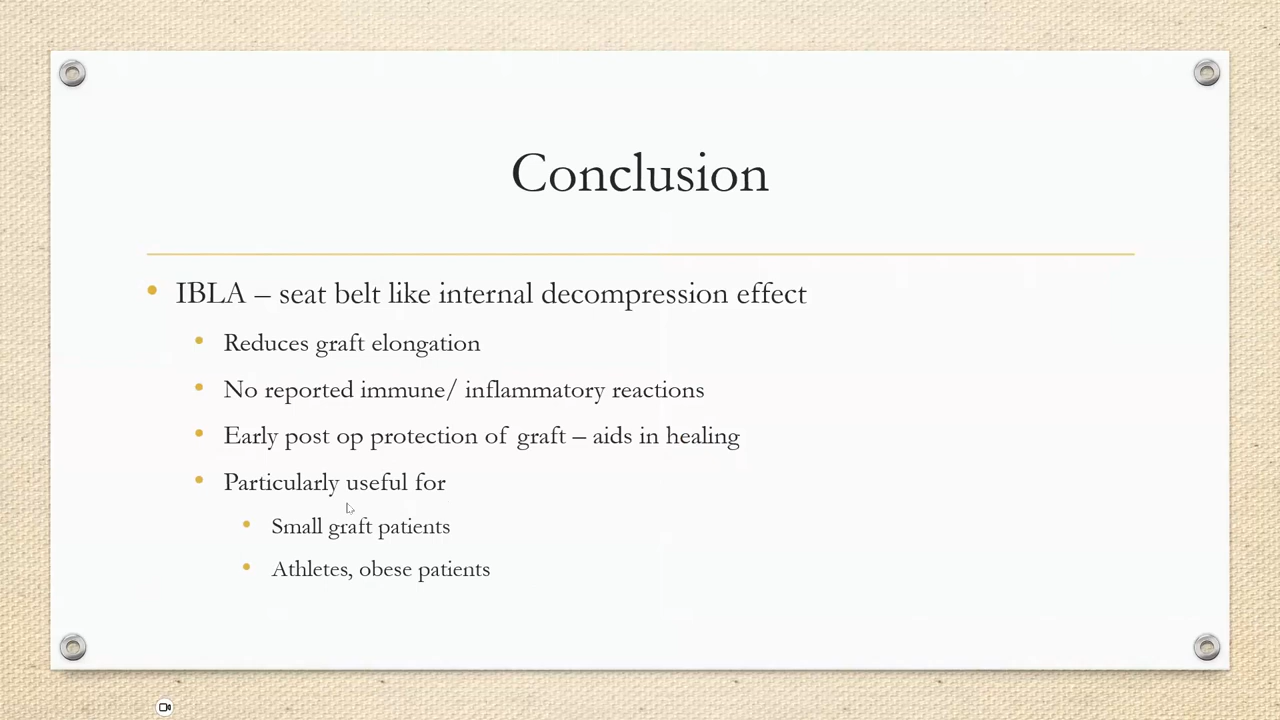 Conclusion
IBLA – seat belt like internal decompression effect
Reduces graft elongation
No reported immune/ inflammatory reactions
Early post op protection of graft – aids in healing
Particularly useful for
Small graft patients
Athletes, obese patients